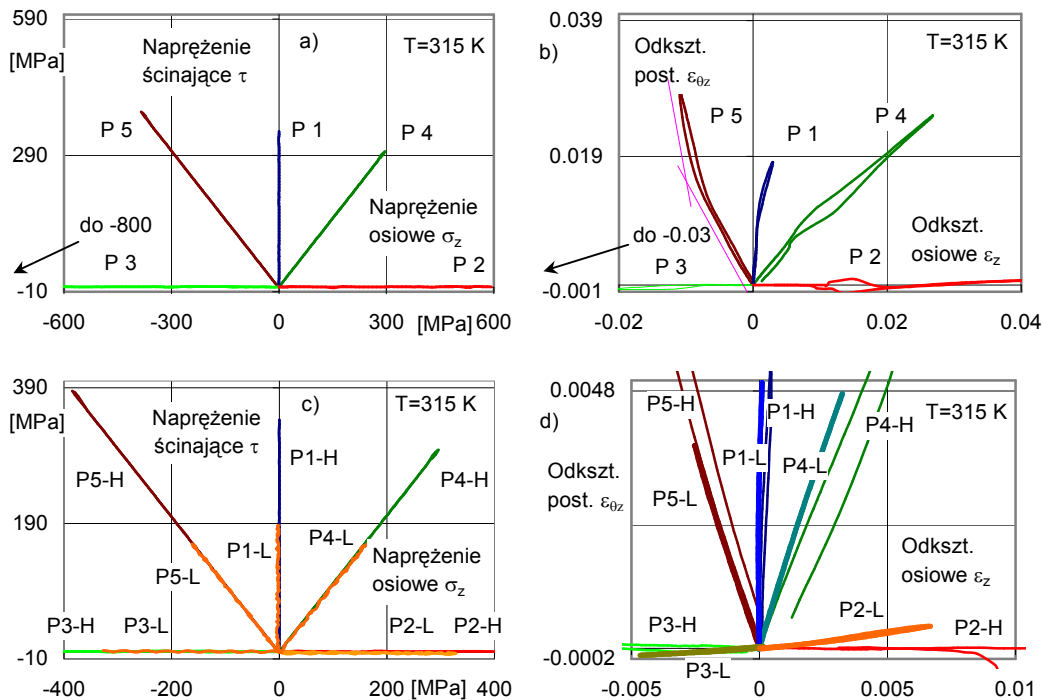 590
[MPa]
Naprężenie
ścinające τ
a)
T=315 K
P 5
P 1
P 4
290
Naprężenie
osiowe σz
do -800
P 3
P 2
-10
-600
-300
0
300
[MPa]
600
0.039
b)
Odkszt.
post. εθz
T=315 K
P 5
P 1
P 4
0.019
Odkszt.
osiowe εz
do -0.03
P 3
P 2
-0.001
-0.02
0
0.02
0.04
390
[MPa]
Naprężenie
ścinające τ
c)
T=315 K
P5-H
P1-H
P4-H
190
P5-L
P1-L
P4-L
Naprężenie
osiowe σz
P3-H
P3-L
P2-L
P2-H
-10
-400
-200
0
200
[MPa]
400
0.0048
d)
P5-H
P1-H
T=315 K
P4-H
P1-L
P4-L
Odkszt.
post. εθz
P5-L
Odkszt.
osiowe εz
P3-H
P2-L
P2-H
-0.0002
P3-L
-0.005
0
0.005
0.01